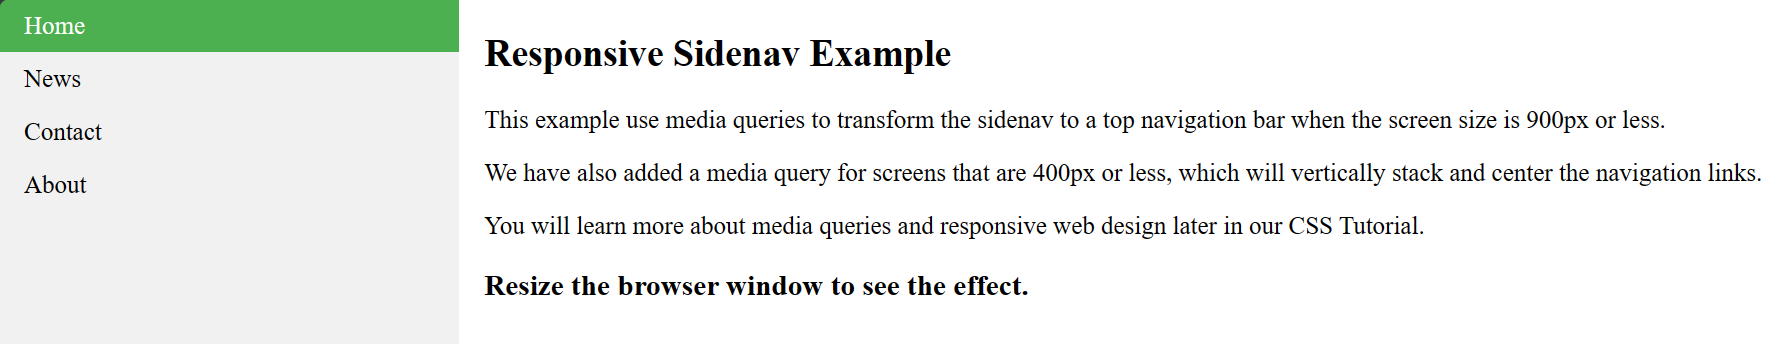 Home
News
Contact
About
Responsive Sidenav Example
This example use media queries to transform the sidenav to a top navigation bar when the screen size is 900px or less.
We have also added a media query for screens that are 400px or less, which will vertically stack and center the navigation links.
You will learn more about media queries and responsive web design later in our CSS Tutorial.
Resize the browser window to see the effect.